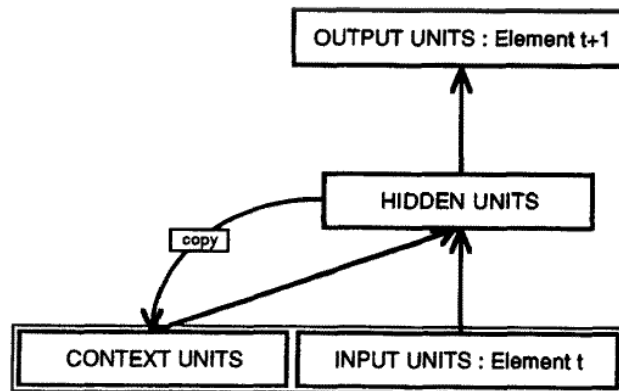 OUTPUT UNITS : Element t+1
HIDDEN UNITS
copy
CONTEXT UNITS
INPUT UNITS : Element t